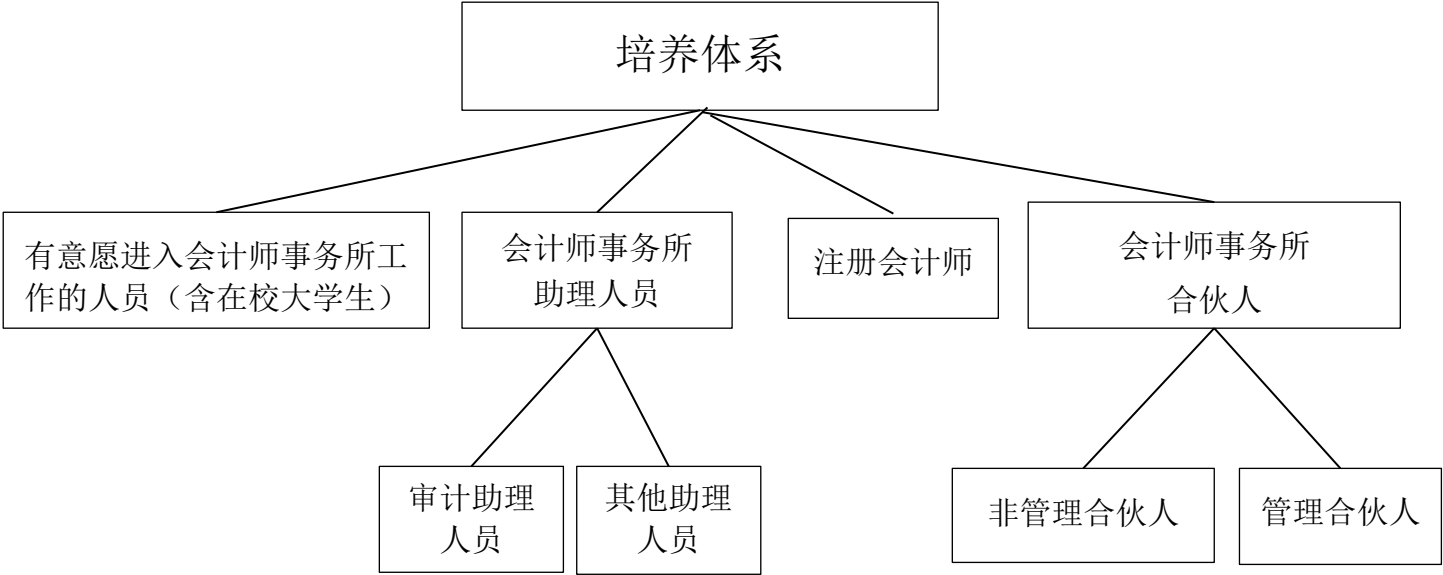 培养体系
有意愿进入会计师事务所工
作的人员（含在校大学生）
会计师事务所
助理人员
注册会计师
会计师事务所
合伙人
审计助理
人员
其他助理
人员
非管理合伙人
管理合伙人